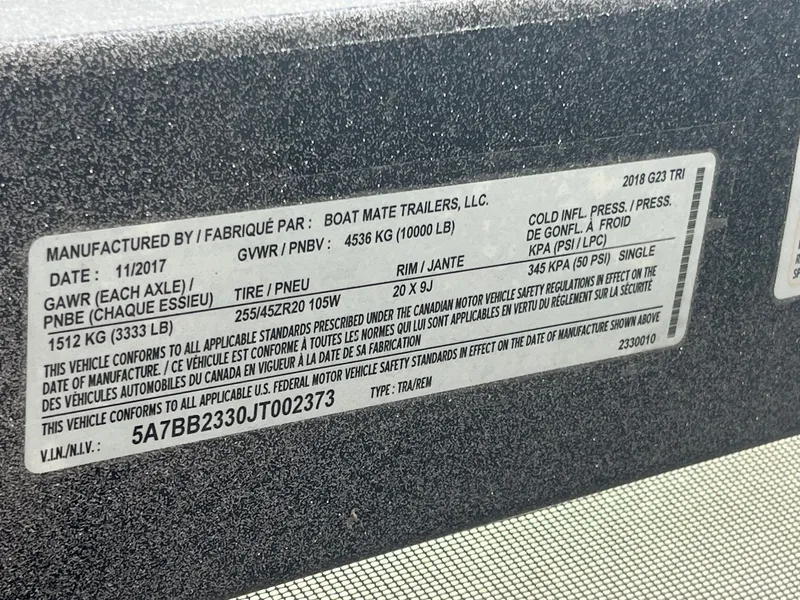 2018 G23 TRI
MANUFACTURED BY / FABRIQUÉ PAR : BOAT MATE TRAILERS, LLC.
DATE : 11/2017 GVWR / PNBV : 4536 KG (10000 LB)
COLD INFL. PRESS. / PRESS.
DE GONFL. À FROID
KPA (PSI / LPC)
GAWR (EACH AXLE) /
PNBE (CHAQUE ESSIEU) TIRE / PNEU RIM / JANTE
1512 KG (3333 LB) 255/45ZR20 105W 20 X 9J 345 KPA (50 PSI) SINGLE
THIS VEHICLE CONFORMS TO ALL APPLICABLE STANDARDS PRESCRIBED UNDER THE CANADIAN MOTOR VEHICLE SAFETY REGULATIONS IN EFFECT ON THE
DATE OF MANUFACTURE. / CE VÉHICULE EST CONFORME À TOUTES LES NORMES QUI LUI SONT APPLICABLES EN VERTU DU RÈGLEMENT SUR LA SÉCURITÉ
DES VÉHICULES AUTOMOBILES DU CANADA EN VIGUEUR À LA DATE DE SA FABRICATION
THIS VEHICLE CONFORMS TO ALL APPLICABLE U.S. FEDERAL MOTOR VEHICLE SAFETY STANDARDS IN EFFECT ON THE DATE OF MANUFACTURE SHOWN ABOVE
V.I.N./N.I.V. : 5A7BB2330JT002373 TYPE : TRA/REM 2330010